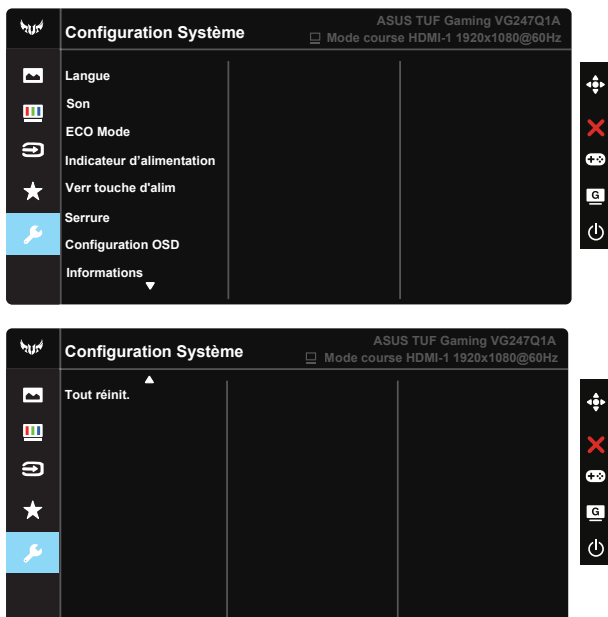 Configuration Système
ASUS TUF Gaming VG247Q1A
Mode course HDMI-1 1920x1080@60Hz
Langue
Son
ECO Mode
Indicateur d’alimentation
Verr touche d'alim
Serrure
Configuration OSD
Informations
G
Configuration Système
ASUS TUF Gaming VG247Q1A
Mode course HDMI-1 1920x1080@60Hz
Tout réinit.
G